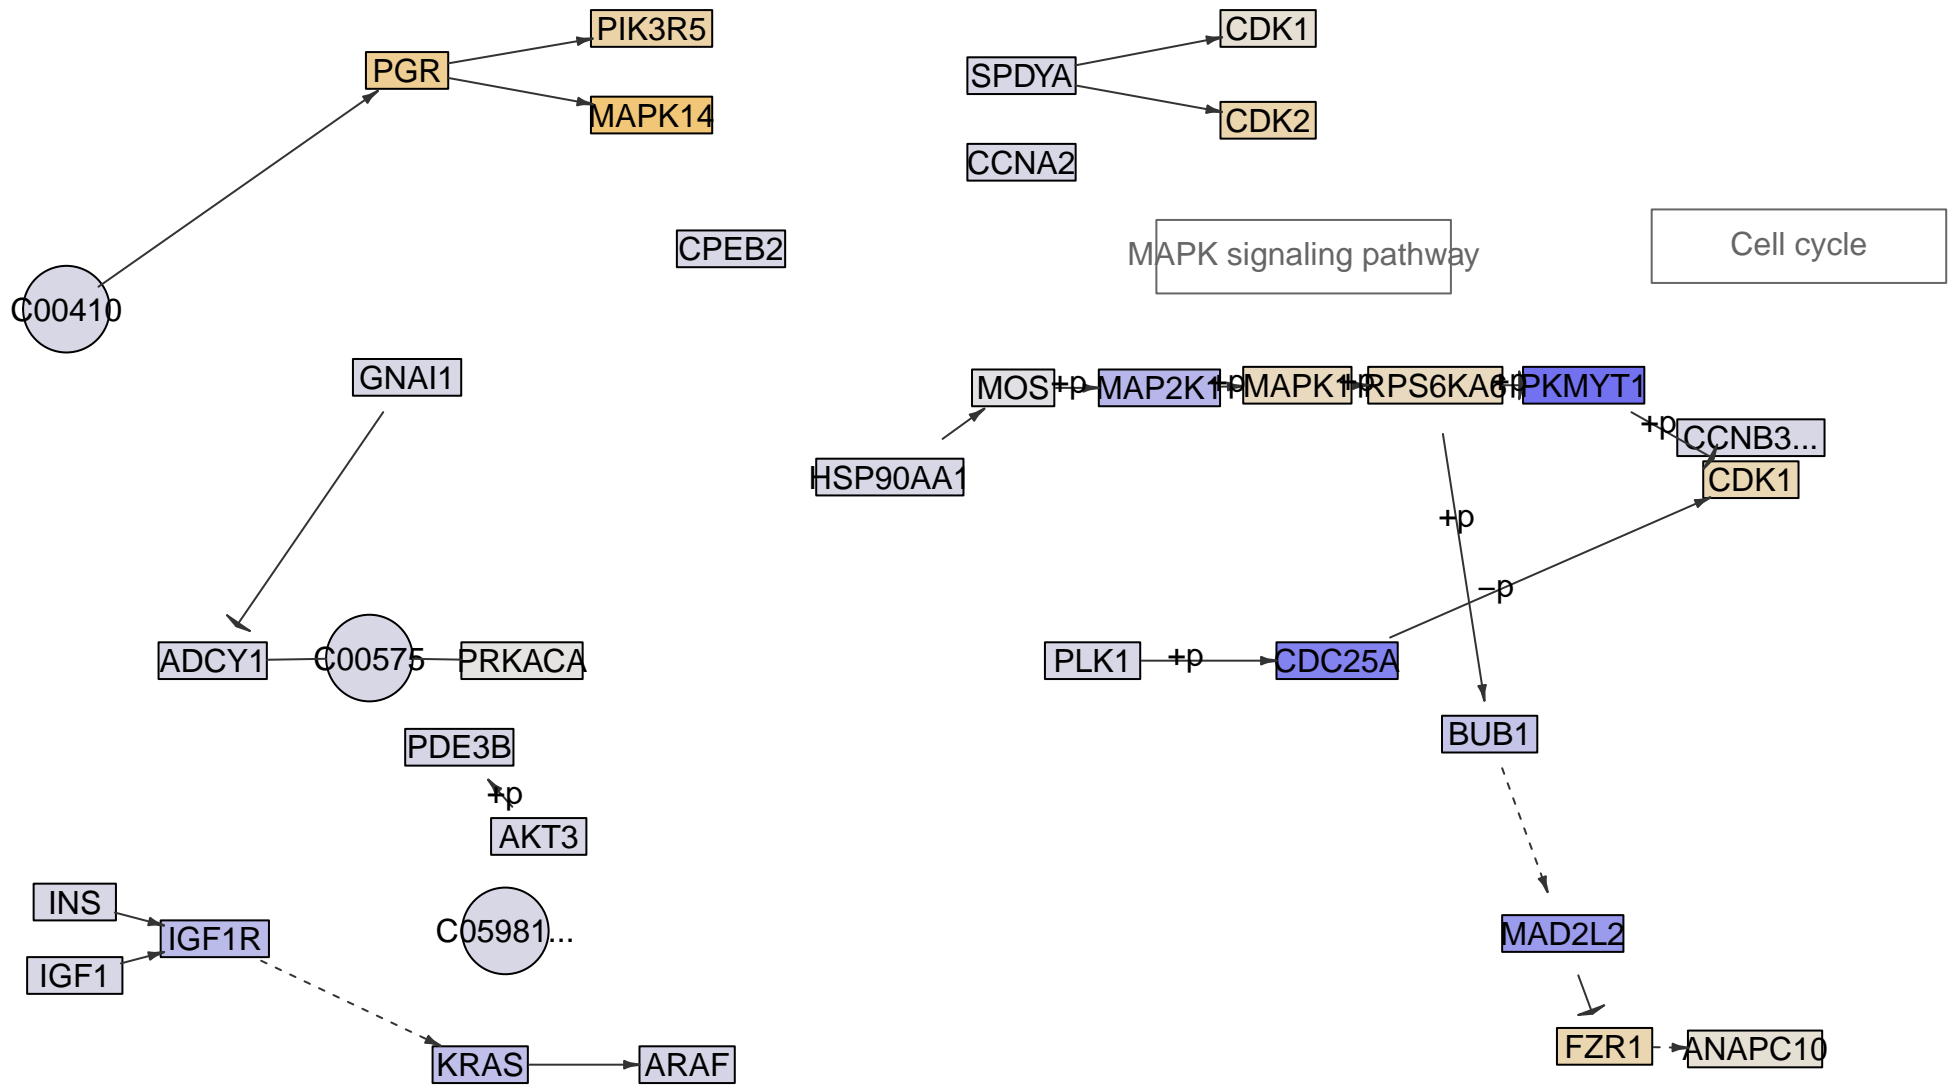 PIK3R5
CDK1
PGR
SPDYA
MAPK14
CDK2
CCNA2
CPEB2
MAPK signaling pathway
Cell cycle
C00410
GNAI1
MOS
+p
MAP2K1
+p
MAPK1
+p
RPS6KA6
+p
PKMYT1
+p
CCNB3...
HSP90AA1
CDK1
+p
−p
ADCY1
C00575
PRKACA
PLK1
+p
CDC25A
BUB1
PDE3B
+p
AKT3
INS
IGF1R
C05981...
MAD2L2
IGF1
FZR1
ANAPC10
KRAS
ARAF